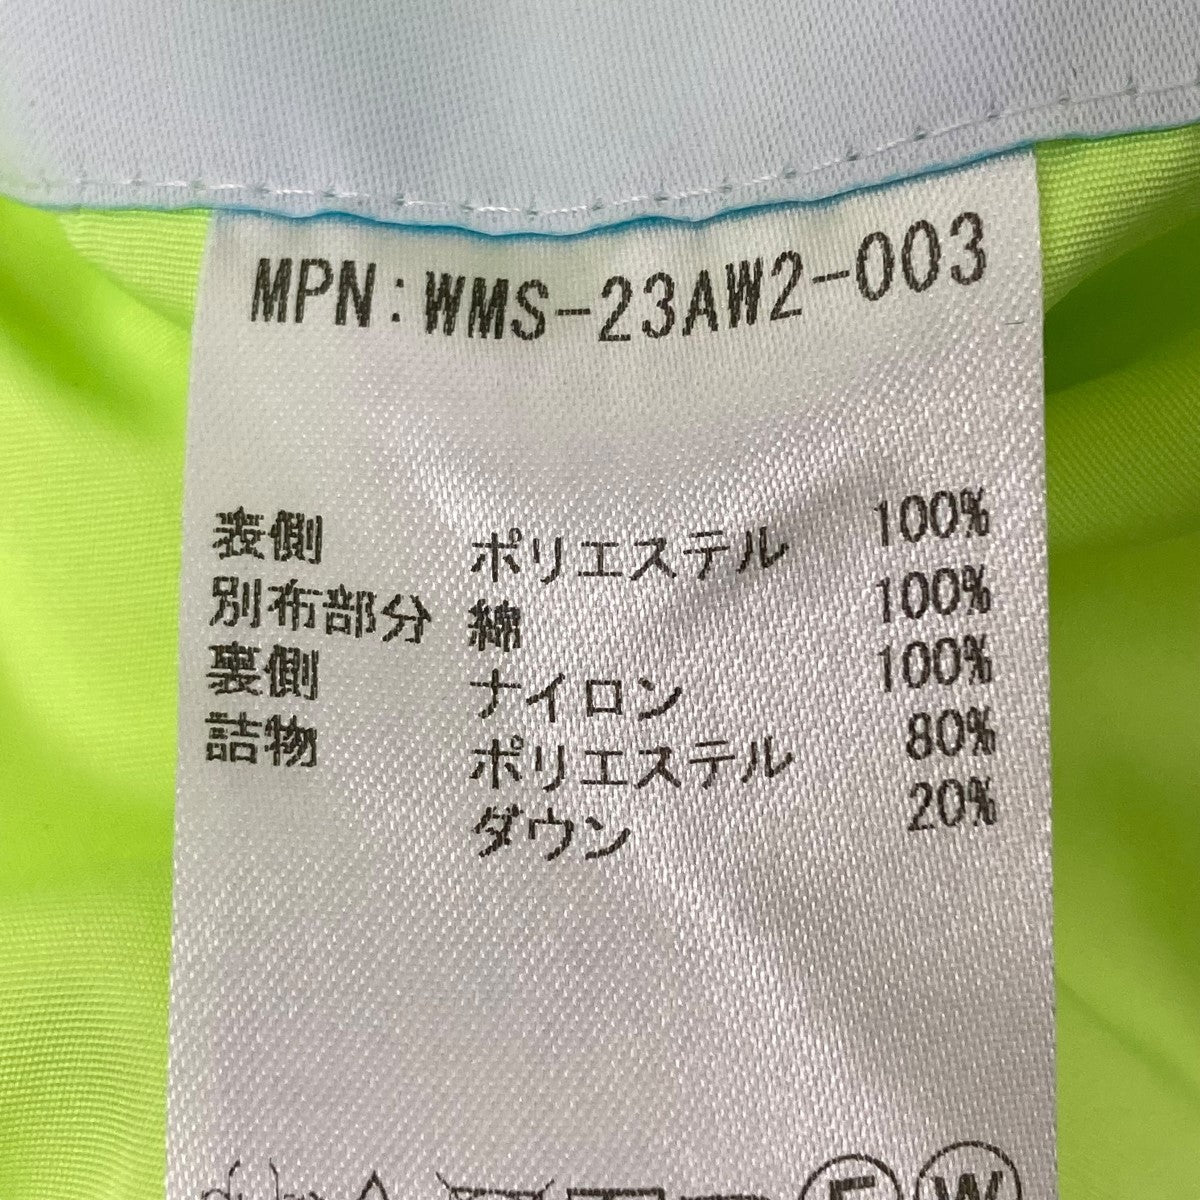 MPN:WMS-23AW2-003
表側 ポリエステル 100%
別布部分 綿 100%
裏側 ナイロン 100%
詰物 ポリエステル 80%
ダウン 20%
F W